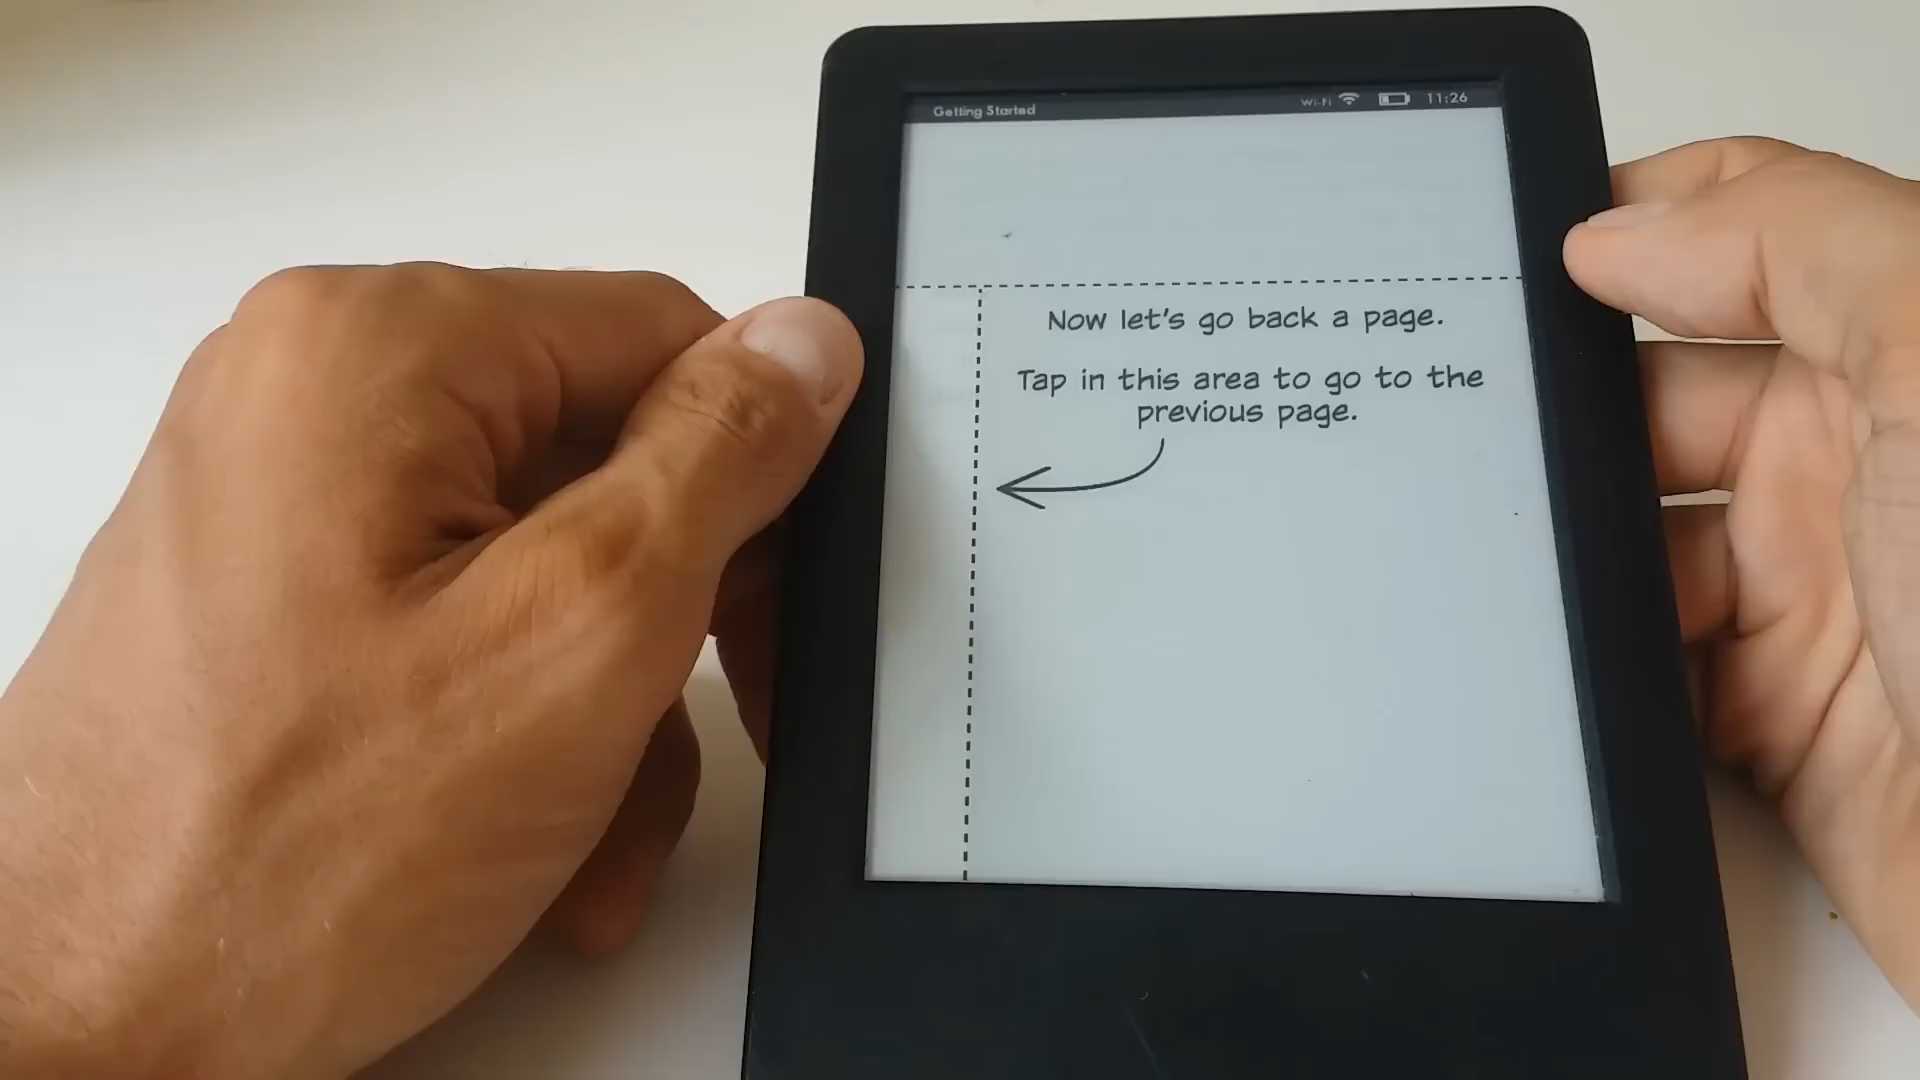 Getting Started Wi-Fi 11:26
Now let's go back a page.
Tap in this area to go to the
previous page.